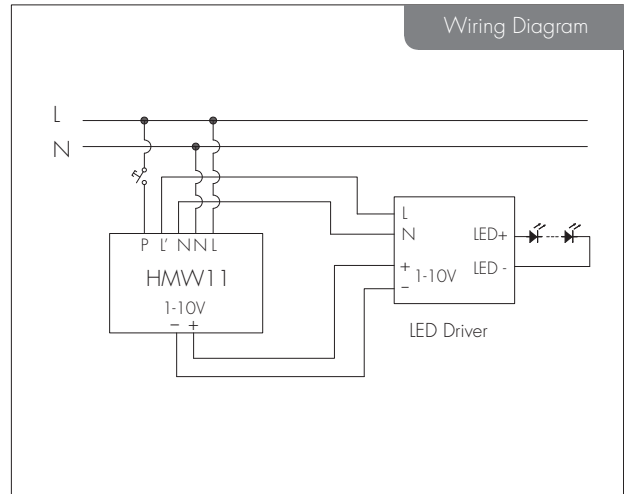 Wiring Diagram
L
N
P L' N N L
HMW11
1-10V
− +
L
N
+
−
1-10V
LED+
LED -
LED Driver